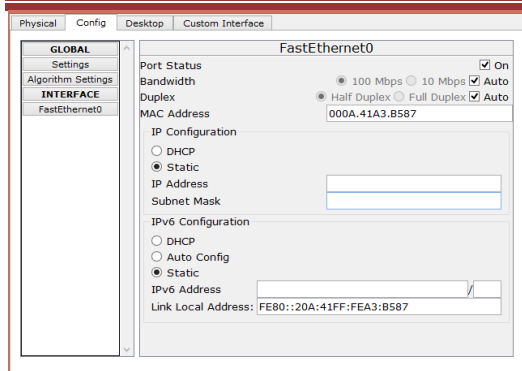 Physical Config Desktop Custom Interface
GLOBAL
Settings
Algorithm Settings
INTERFACE
FastEthernet0
FastEthernet0
Port Status On
Bandwidth 100 Mbps 10 Mbps Auto
Duplex Half Duplex Full Duplex Auto
MAC Address 000A.41A3.B587
IP Configuration
DHCP
Static
IP Address
Subnet Mask
IPv6 Configuration
DHCP
Auto Config
Static
IPv6 Address /
Link Local Address: FE80::20A:41FF:FEA3:B587